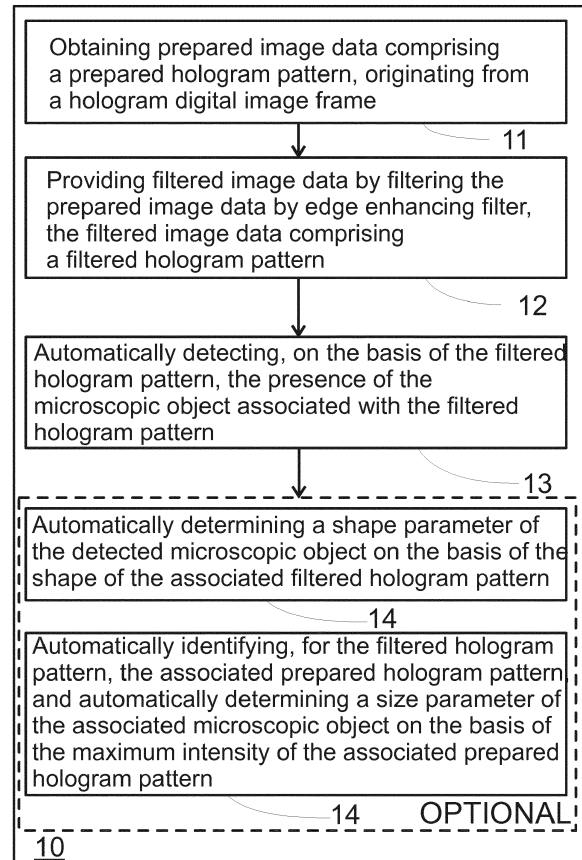 Obtaining prepared image data comprising
a prepared hologram pattern, originating from
a hologram digital image frame
11
Providing filtered image data by filtering the
prepared image data by edge enhancing filter,
the filtered image data comprising
a filtered hologram pattern
12
Automatically detecting, on the basis of the filtered
hologram pattern, the presence of the
microscopic object associated with the filtered
hologram pattern
13
Automatically determining a shape parameter of
the detected microscopic object on the basis of the
shape of the associated filtered hologram pattern
14
Automatically identifying, for the filtered hologram
pattern, the associated prepared hologram pattern,
and automatically determining a size parameter of
the associated microscopic object on the basis of
the maximum intensity of the associated prepared
hologram pattern
14
OPTIONAL
10